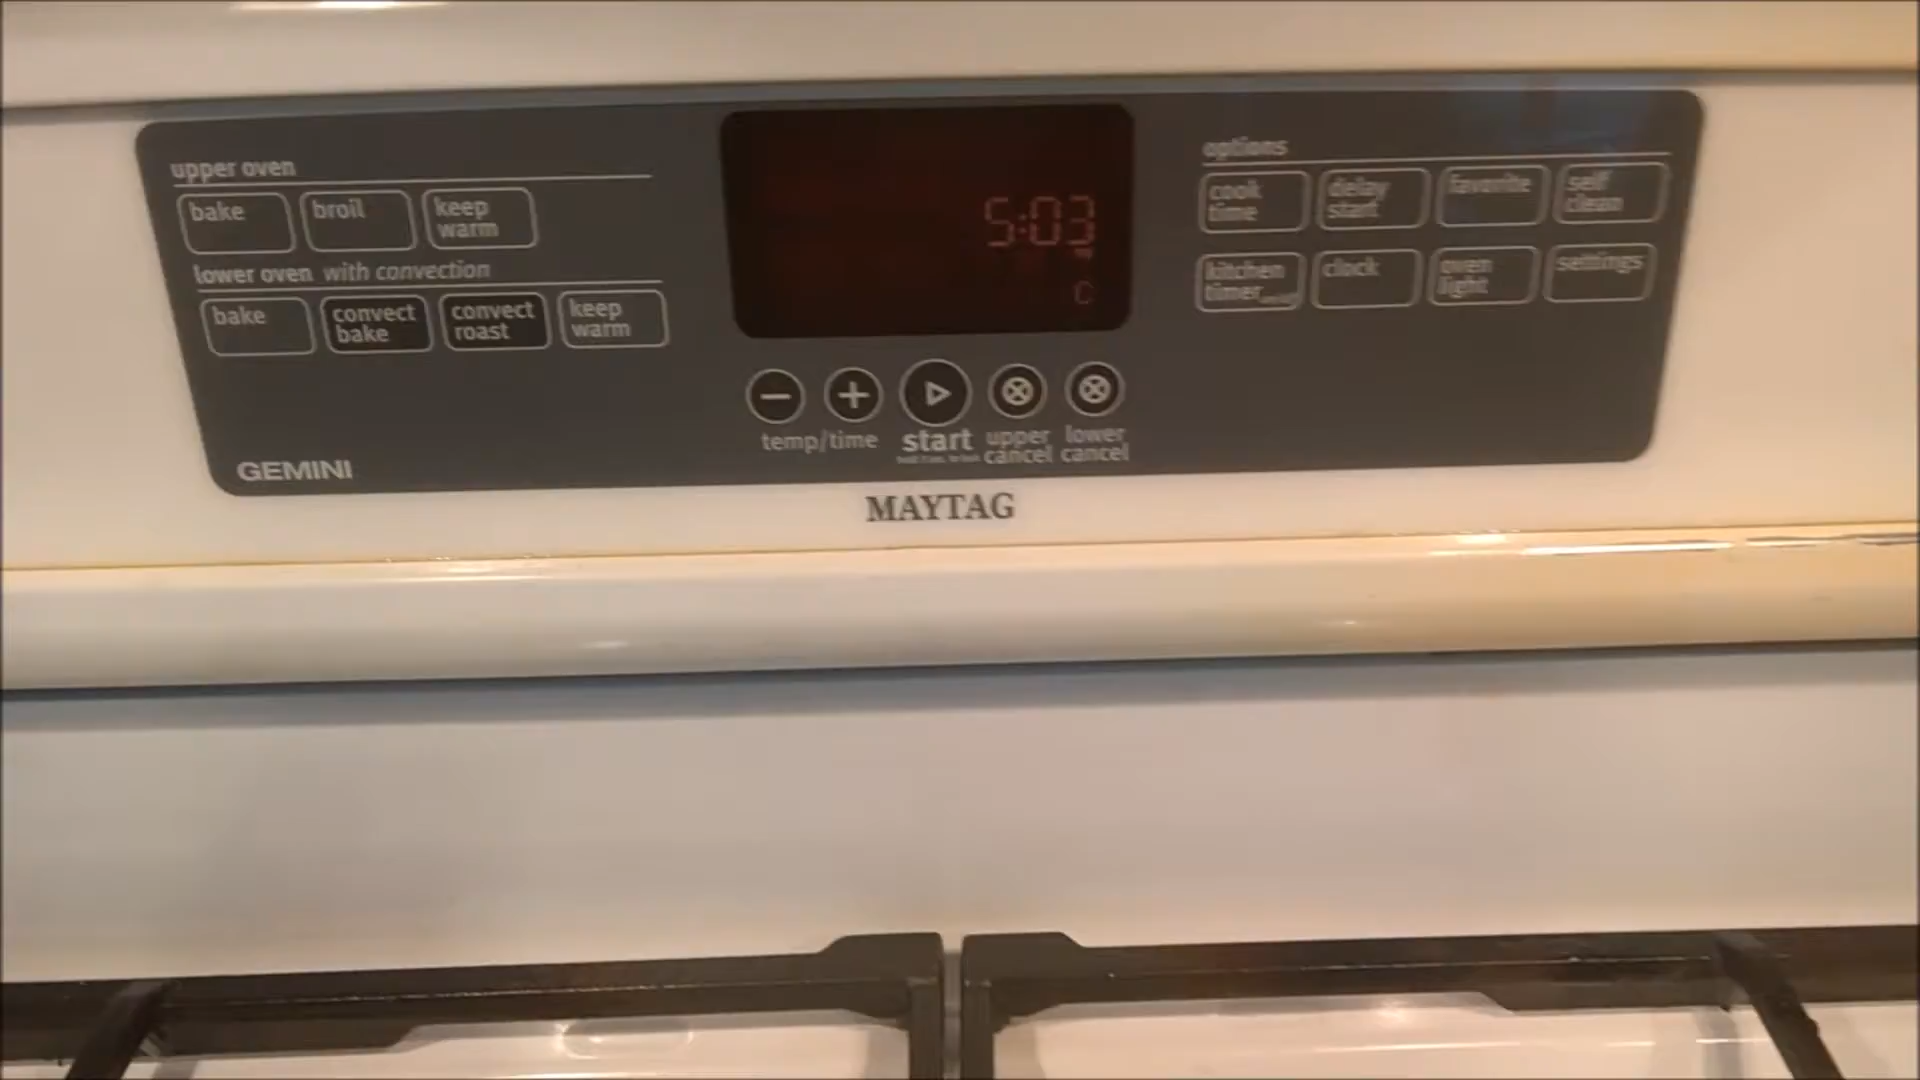 upper oven
bake
broil
keep
warm
lower oven with convection
bake
convect
bake
convect
roast
keep
warm
GEMINI
5:03
C
temp/time
start
upper
cancel
lower
cancel
options
cook
time
delay
start
favorite
self
clean
kitchen
timer
clock
oven
light
settings
MAYTAG